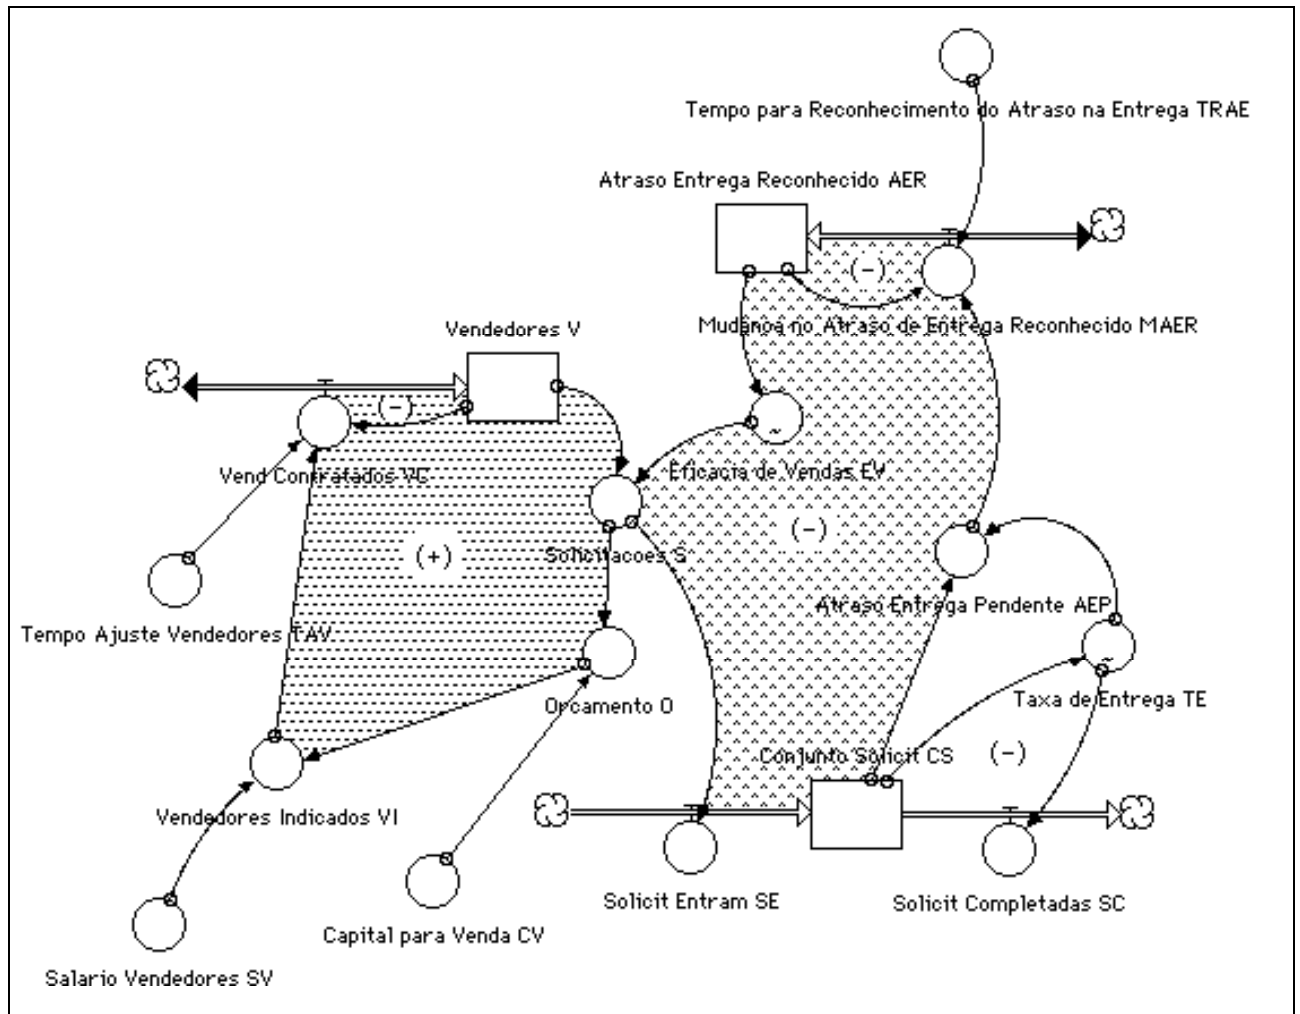 Tempo para Reconhecimento do Atraso na Entrega TRAE
Atraso Entrega Reconhecido AER
(-)
Mudanoa no Atraso de Entrega Reconhecido MAER
Vendedores V
(-)
~
Vend Contratados VC
Eficacia de Vendas EV
(-)
(+)
Solicitacoes S
Atraso Entrega Pendente AEP
Tempo Ajuste Vendedores TAV
~
Taxa de Entrega TE
Orcamento O
Conjunto Solicit CS
(-)
Vendedores Indicados VI
Solicit Entram SE
Solicit Completadas SC
Capital para Venda CV
Salario Vendedores SV